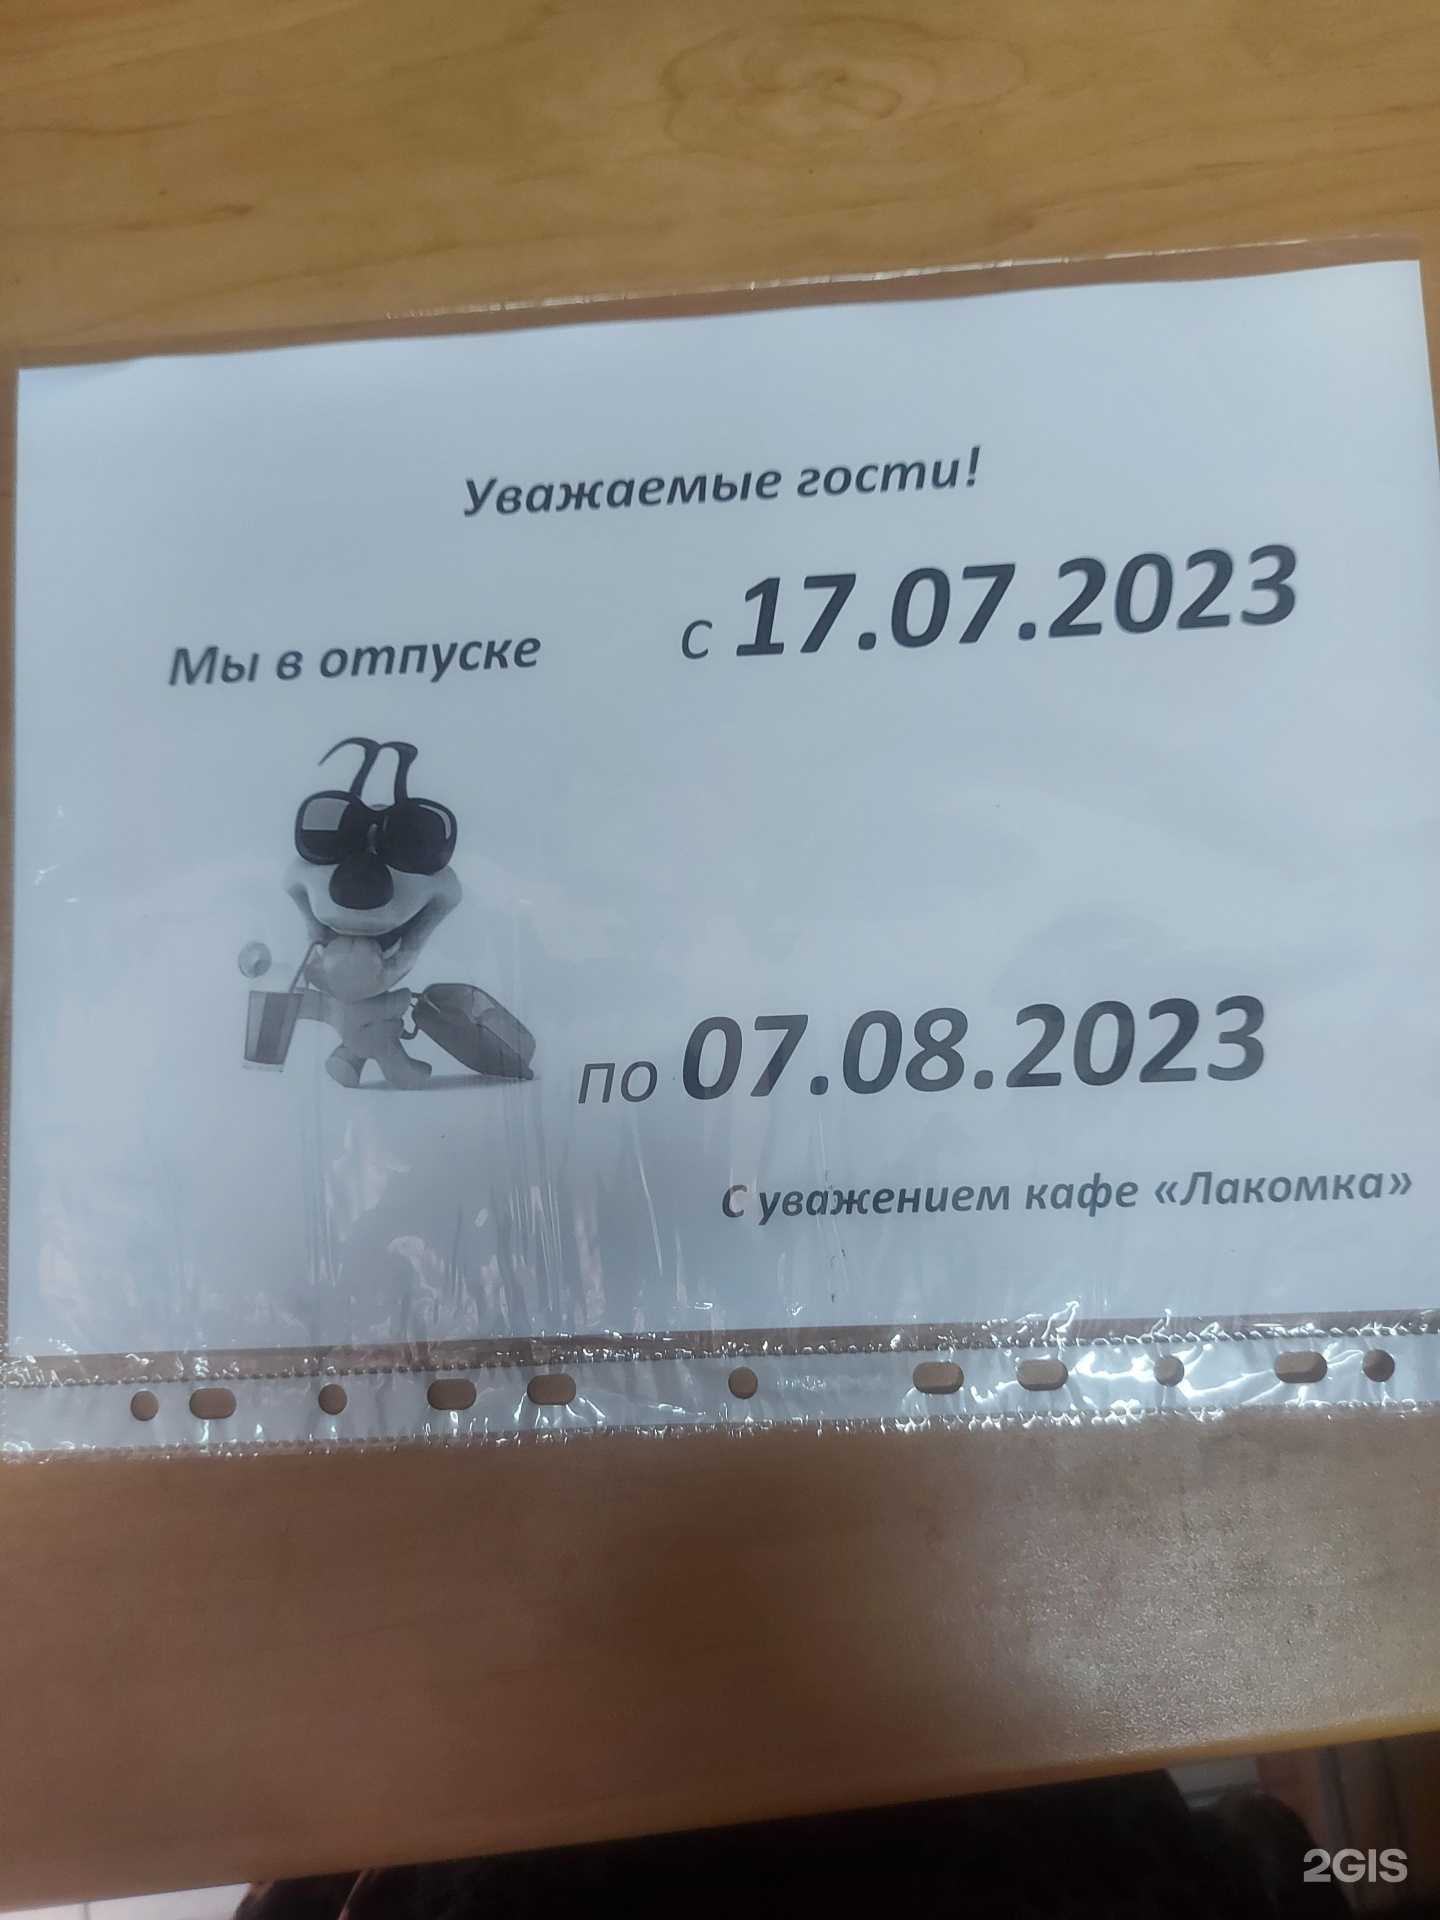 Уважаемые гости!
Мы в отпуске с 17.07.2023
по 07.08.2023
С уважением кафе «Лакомка»
2GIS